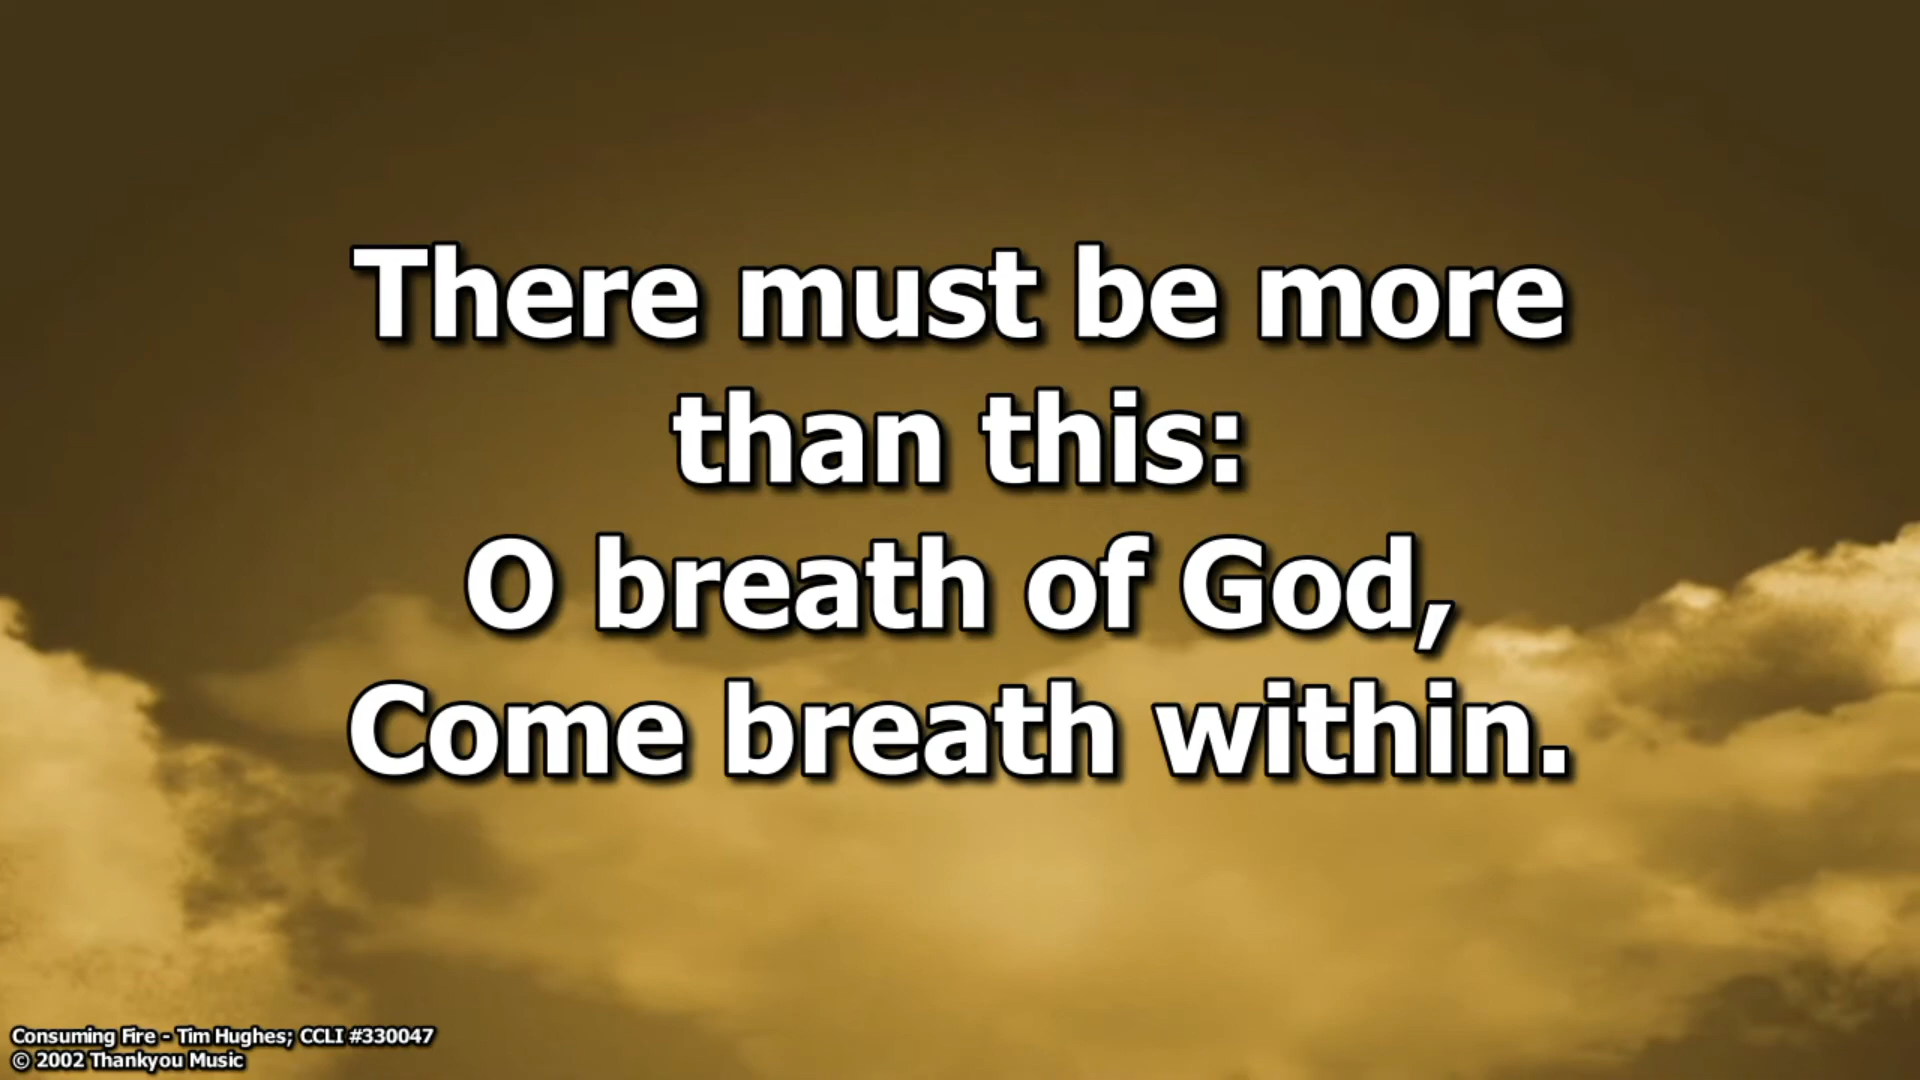 There must be more
than this:
O breath of God,
Come breath within.
Consuming Fire - Tim Hughes; CCLI #330047
© 2002 Thankyou Music